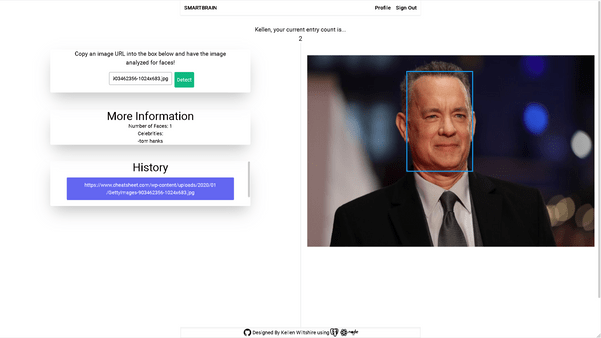 SMARTBRAIN
Profile Sign Out
Kellen, your current entry count is...
2
Copy an image URL into the box below and have the image
analyzed for faces!
i03462356-1024x683.jpg Detect
More Information
Number of Faces: 1
Celebrities:
-tom hanks
History
https://www.cheatsheet.com/wp-content/uploads/2020/01
/GettyImages-903462356-1024x683.jpg
Designed By Kellen Wiltshire using